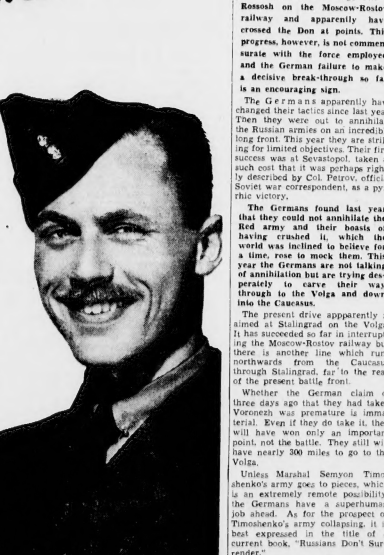 Rossosh on the Moscow-Rostov
railway and apparently have
crossed the Don at points. This
progress, however, is not commen-
surate with the force employed
and the German failure to make
a decisive break-through so far
is an encouraging sign.
The Germans apparently have
changed their tactics since last year.
Then they were out to annihilate
the Russian armies on an incredibly
long front. This year they are striking
ing for limited objectives. Their first
success was at Sevastopol, taken at
such cost that it was perhaps right-
ly described by Col. Petrov, official
Soviet war correspondent, as a pyr-
rhic victory,
The Germans found last year
that they could not annihilate the
Red army and their boasts of
having crushed it, which the
world was inclined to believe for
a time, rose to mock them. This
year the Germans are not talking
of annihilation but are trying des-
perately to carve their way
through to the Volga and down
into the Caucasus.
The present drive appparently is
aimed at Stalingrad on the Volga.
It has succeeded so far in interrupt-
ing the Moscow-Rostov railway but
there is another line which runs
northwards from the Caucasus
through Stalingrad, far to the rear
of the present battle front.
Whether the German claim of
three days ago that they had taken
Voronezh was premature is imma-
terial. Even if they do take it, they
will have won only an important
point, not the battle. They still will
have nearly 300 miles to go to the
Volga.
Unless Marshal Semyon Timo-
shenko's army goes to pieces, which
is an extremely remote possibility,
the Germans have a superhuman
job ahead. As for the prospect of
Timoshenko's army collapsing, it is
best expressed in the title of a
current book, "Russians Don't Sur-
render."